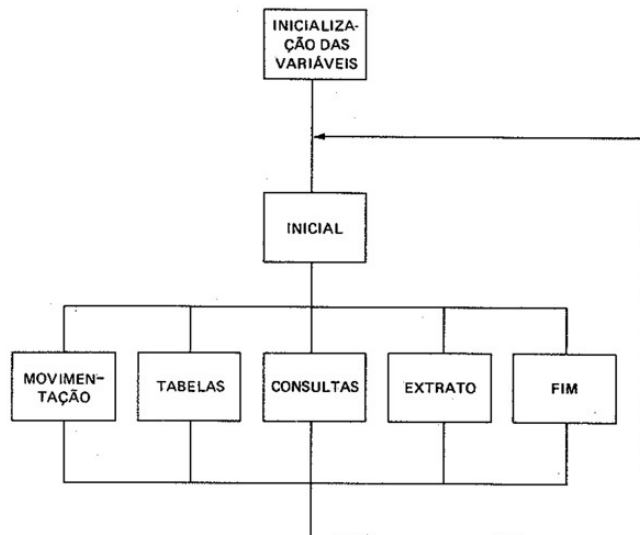 INICIALIZA-
ÇÃO DAS
VARIÁVEIS
INICIAL
MOVIMEN-
TAÇÃO
TABELAS
CONSULTAS
EXTRATO
FIM